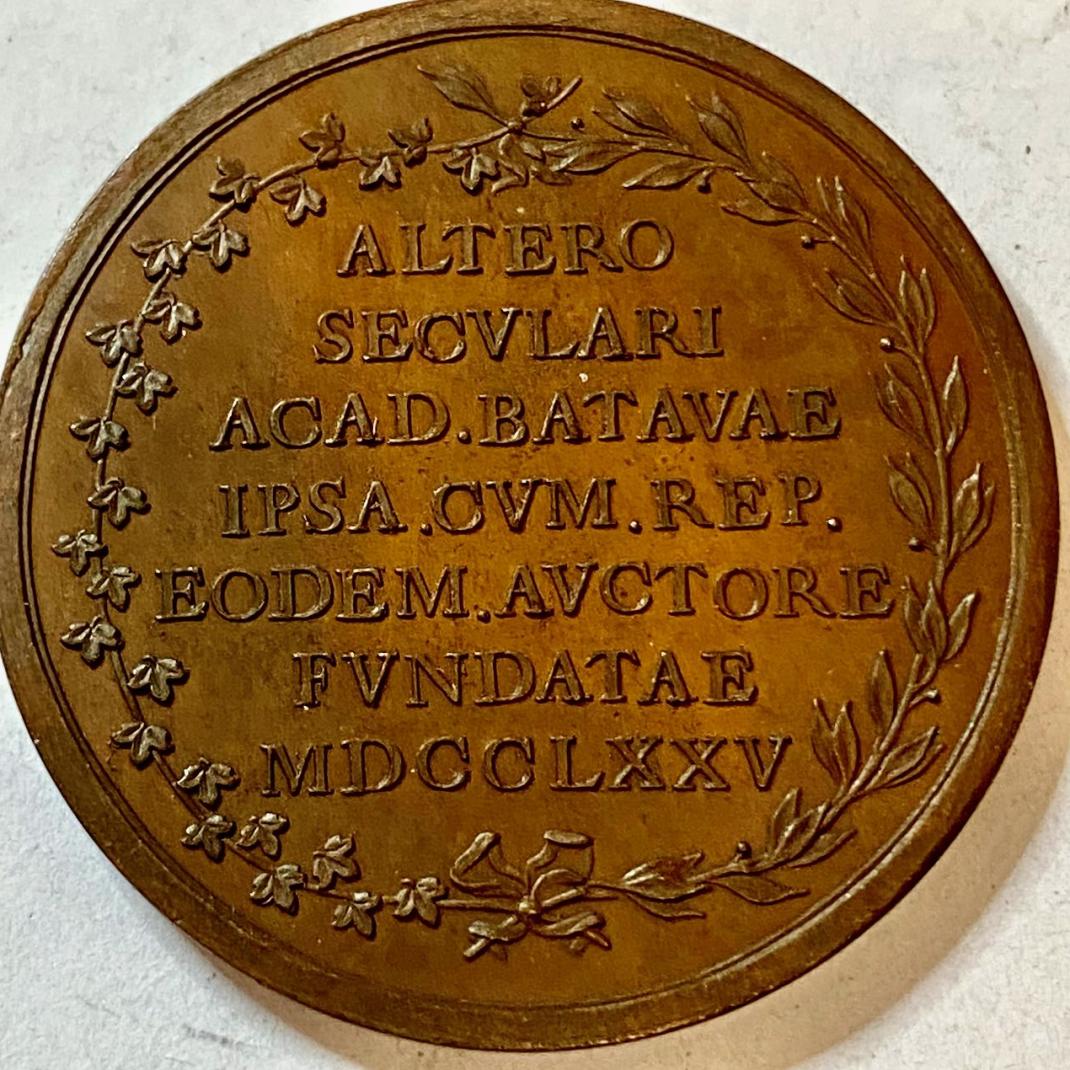 ALTERO
SECVLARI
ACAD.BATAVAE
IPSA.CVM.REP.
EODEM.AVCTORE
FVNDATAE
MDCCLXXV